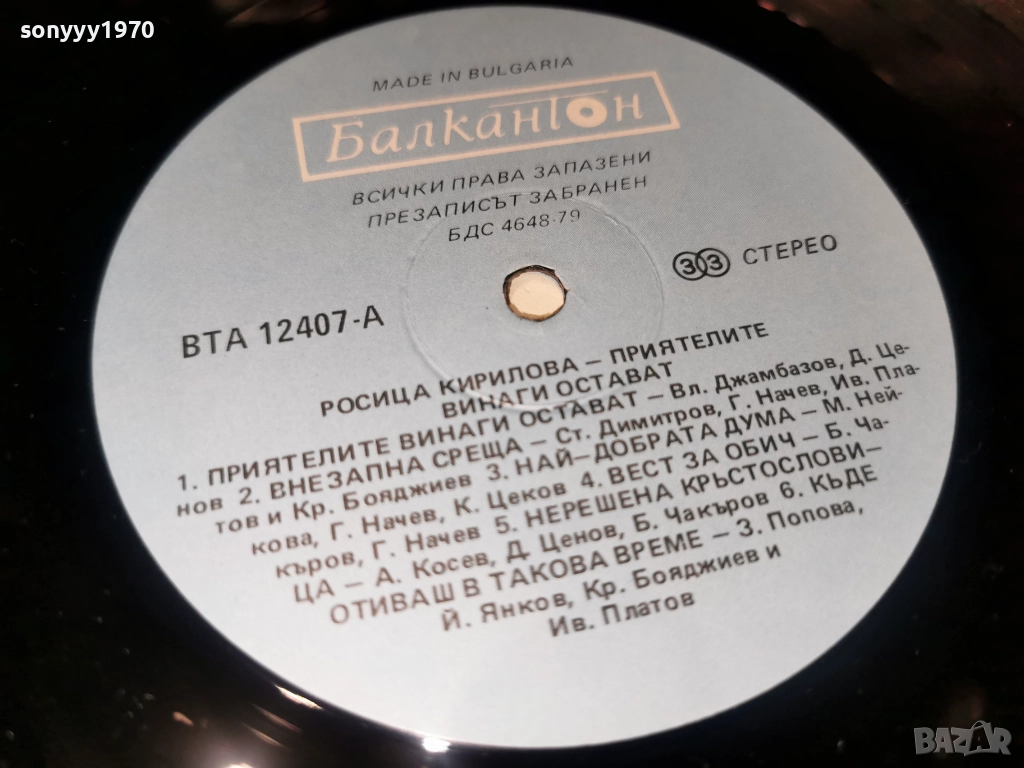 sonyyy1970
MADE IN BULGARIA
Балкантон
ВСИЧКИ ПРАВА ЗАПАЗЕНИ
ПРЕЗАПИСЪТ ЗАБРАНЕН
БДС 4648-79
33 СТЕРЕО
ВТА 12407-А
РОСИЦА КИРИЛОВА – ПРИЯТЕЛИТЕ
ВИНАГИ ОСТАВАТ
1. ПРИЯТЕЛИТЕ ВИНАГИ ОСТАВАТ – Вл. Джамбазов, Д. Це-
нов 2. ВНЕЗАПНА СРЕЩА – Ст. Димитров, Г. Начев, Ив. Пла-
тов и Кр. Бояджиев 3. НАЙ–ДОБРАТА ДУМА – М. Ней-
кова, Г. Начев, К. Цеков 4. ВЕСТ ЗА ОБИЧ – Б. Ча-
къров, Г. Начев 5. НЕРЕШЕНА КРЪСТОСЛОВИ–
ЦА – А. Косев, Д. Ценов, Б. Чакъров 6. КЪДЕ
ОТИВАШ В ТАКОВА ВРЕМЕ – З. Попова,
Й. Янков, Кр. Бояджиев и
Ив. Платов
BAZAR